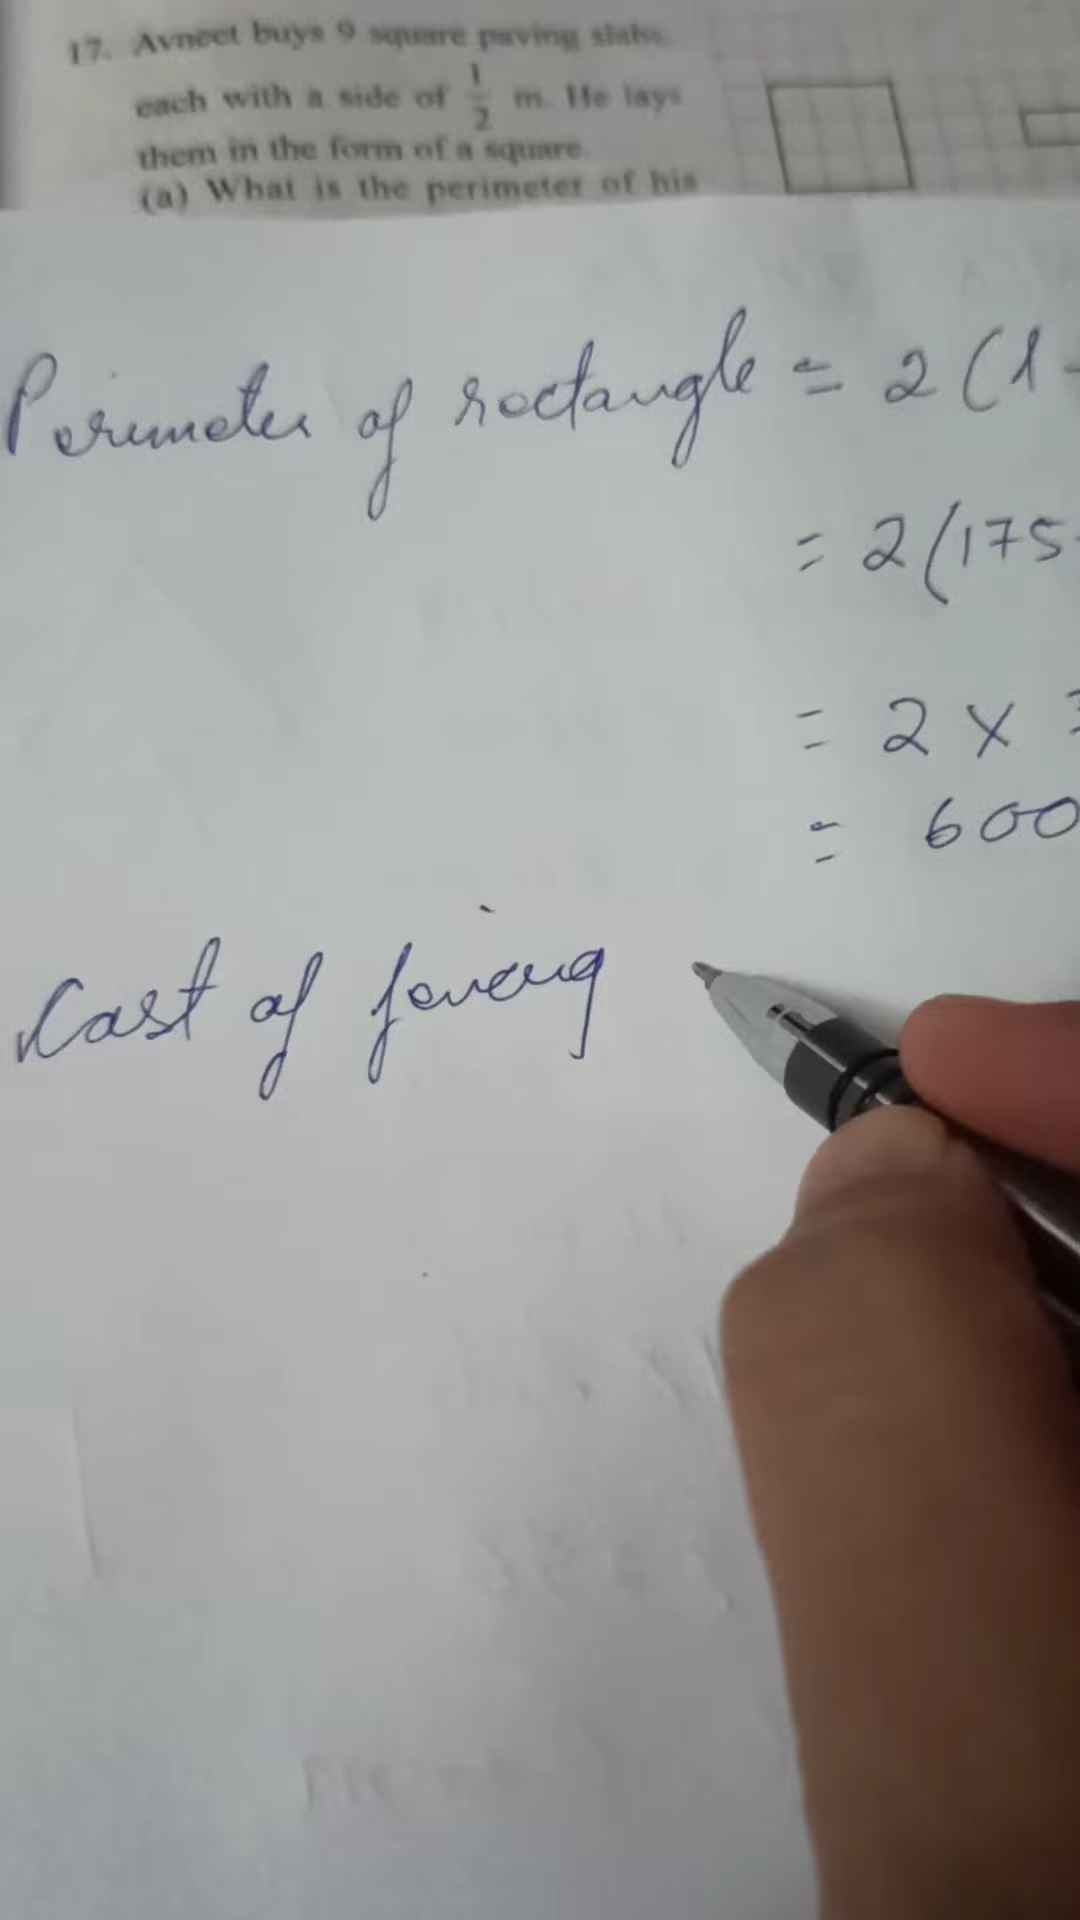 17. Avneet buys 9 square paving slabs,
each with a side of 1/2 m. He lays
them in the form of a square.
(a) What is the perimeter of his
Perimeter of rectangle = 2 (l
= 2(175
= 2 ×
= 600
Cost of fencing